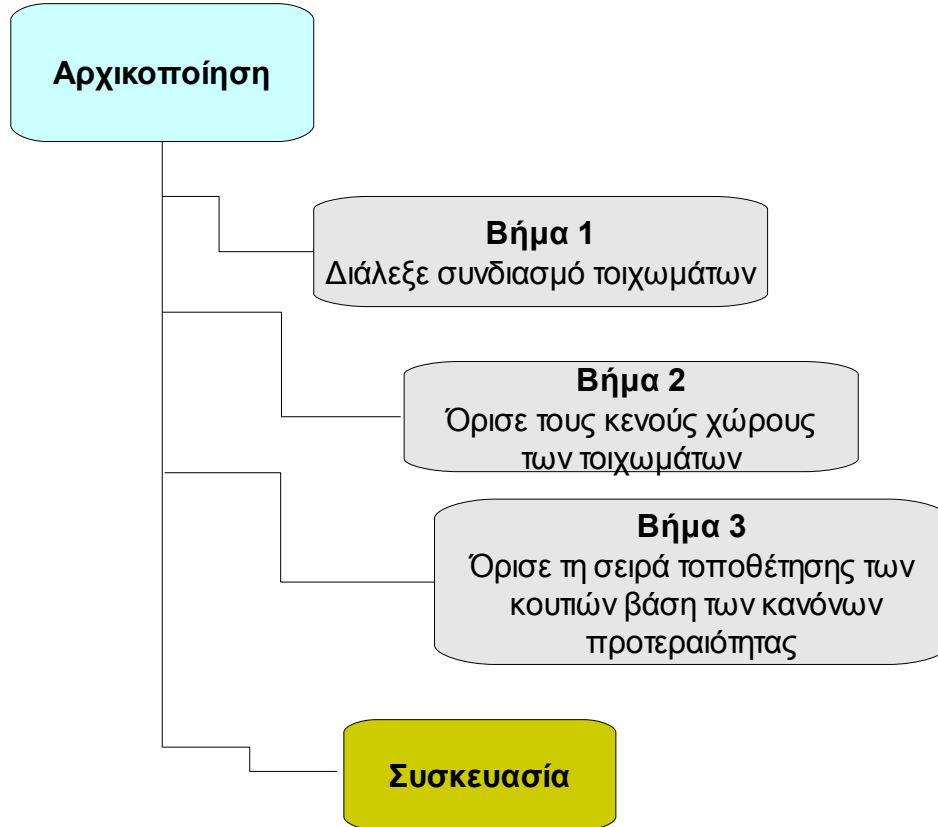 Αρχικοποίηση
Βήμα 1
Διάλεξε συνδιασμό τοιχωμάτων
Βήμα 2
Όρισε τους κενούς χώρους
των τοιχωμάτων
Βήμα 3
Όρισε τη σειρά τοποθέτησης των
κουτιών βάση των κανόνων
προτεραιότητας
Συσκευασία